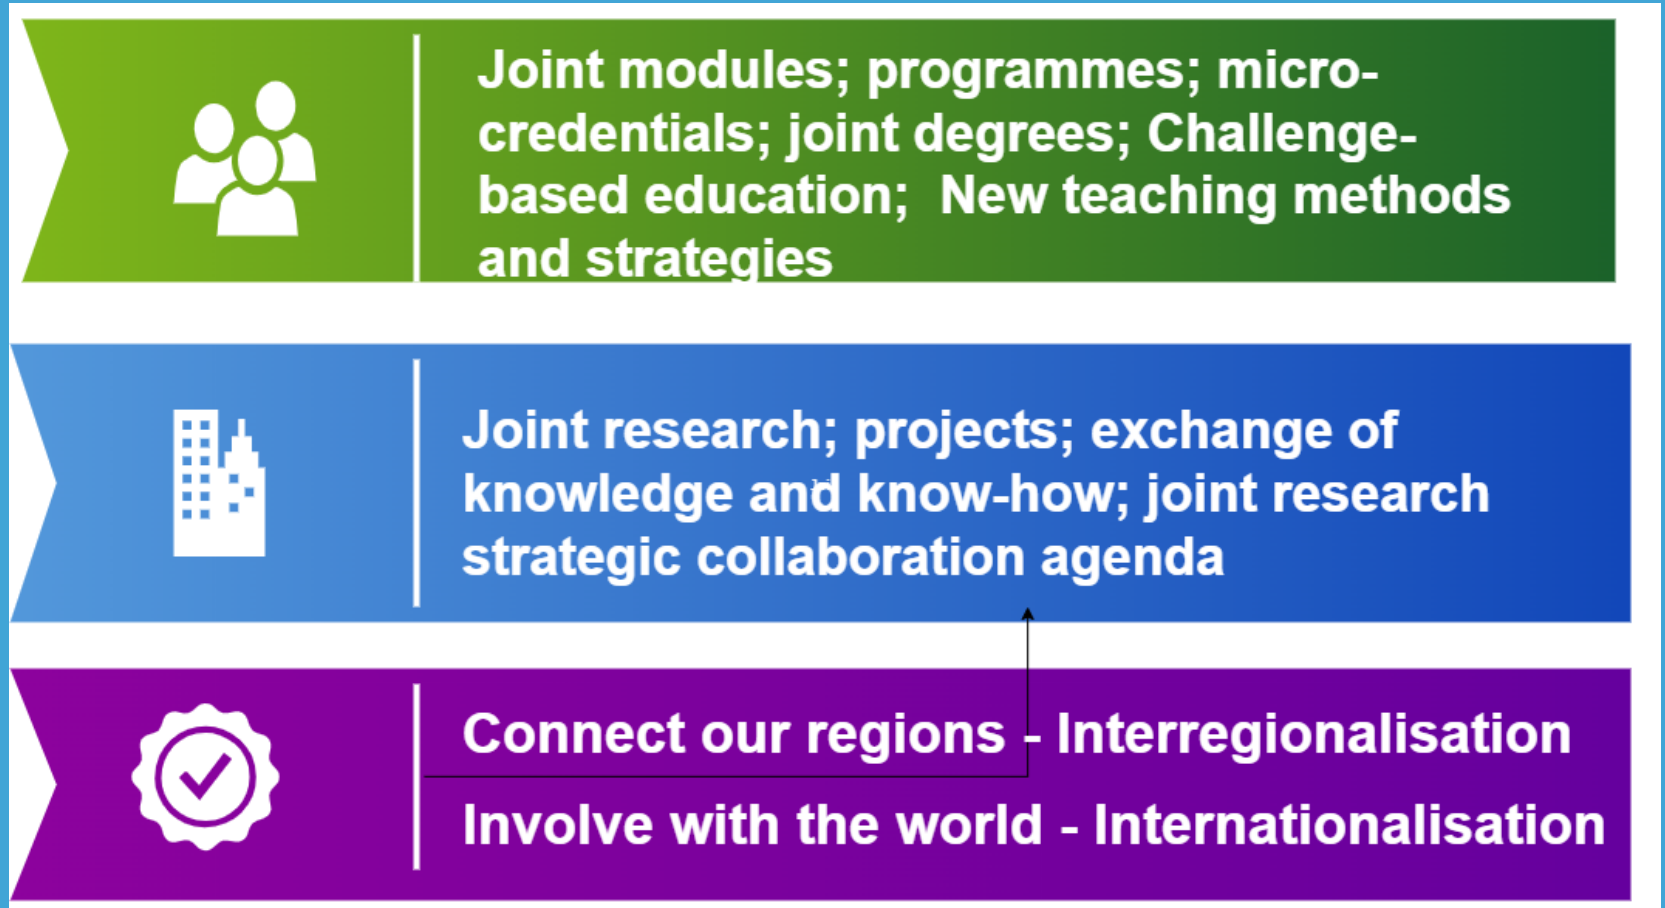 Joint modules; programmes; micro-
credentials; joint degrees; Challenge-
based education;  New teaching methods
and strategies
Joint research; projects; exchange of
knowledge and know-how; joint research
strategic collaboration agenda
Connect our regions - Interregionalisation
Involve with the world - Internationalisation